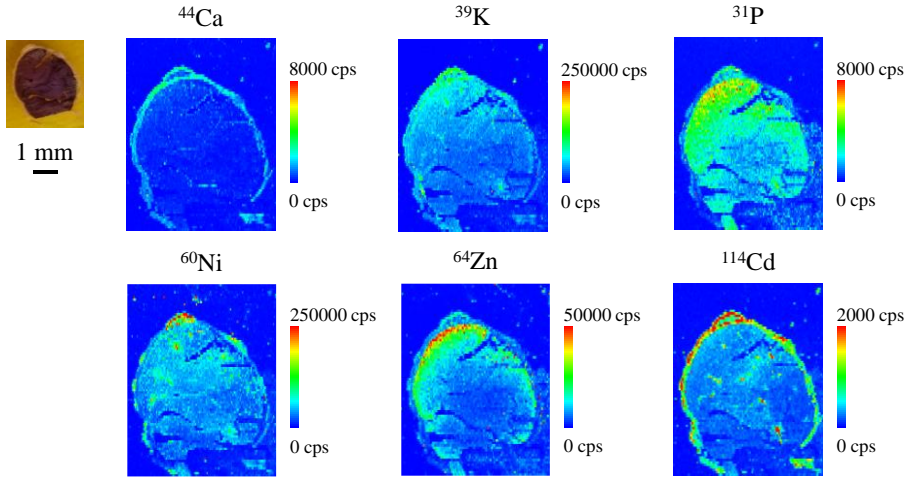 ⁴⁴Ca
³⁹K
³¹P
8000 cps
0 cps
250000 cps
0 cps
8000 cps
0 cps
1 mm
⁶⁰Ni
⁶⁴Zn
¹¹⁴Cd
250000 cps
0 cps
50000 cps
0 cps
2000 cps
0 cps